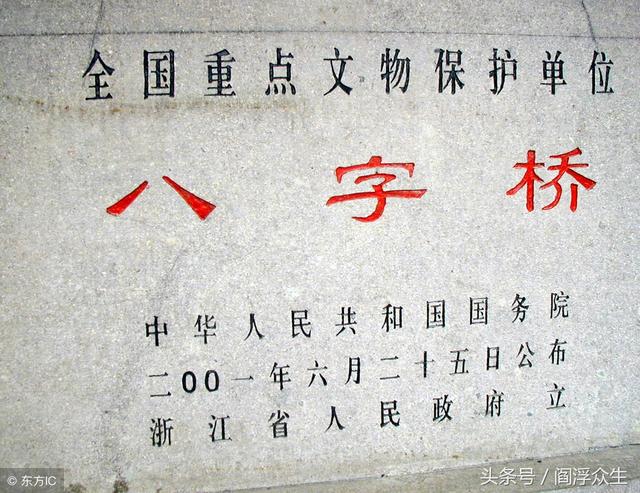 全国重点文物保护单位
八字桥
中华人民共和国国务院
二00一年六月二十五日公布
浙江省人民政府立
© 东方IC
头条号 / 阎浮众生